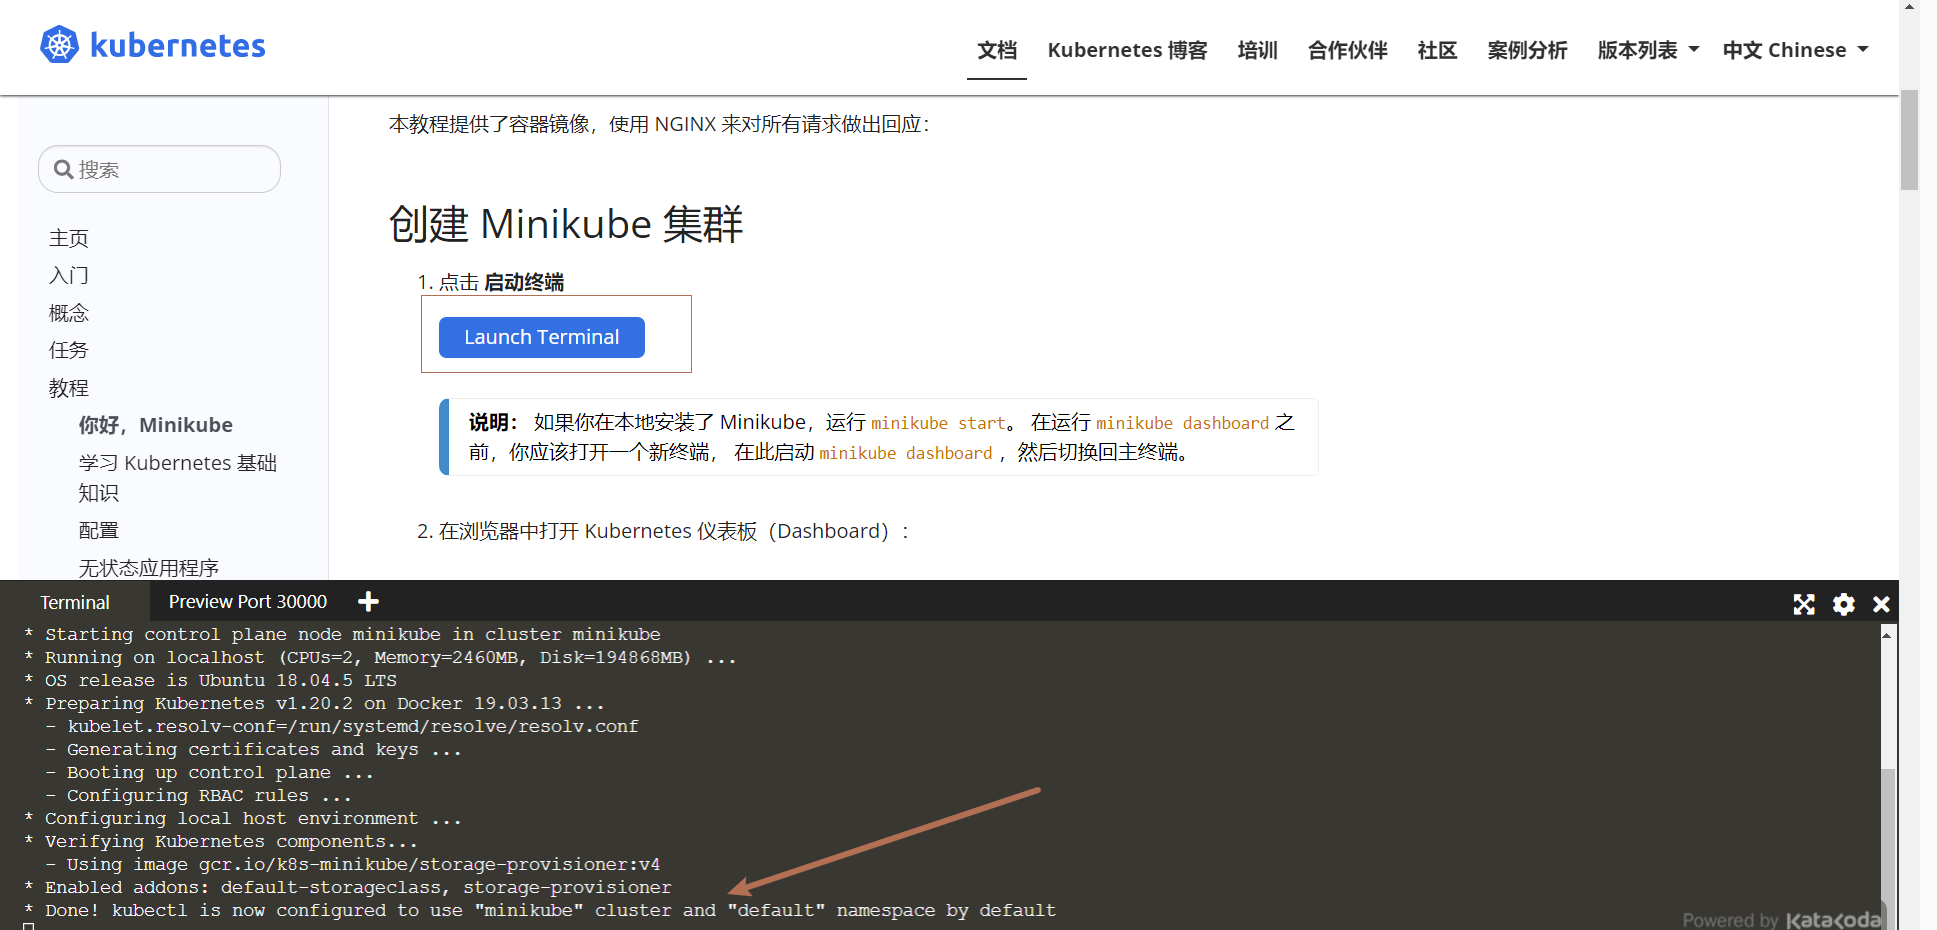 kubernetes
文档 Kubernetes 博客 培训 合作伙伴 社区 案例分析 版本列表 中文 Chinese
搜索
主页
入门
概念
任务
教程
你好，Minikube
学习 Kubernetes 基础
知识
配置
无状态应用程序
本教程提供了容器镜像，使用 NGINX 来对所有请求做出回应：
创建 Minikube 集群
1. 点击 启动终端
Launch Terminal
说明： 如果你在本地安装了 Minikube，运行 minikube start。 在运行 minikube dashboard 之
前，你应该打开一个新终端， 在此启动 minikube dashboard ，然后切换回主终端。
2. 在浏览器中打开 Kubernetes 仪表板（Dashboard）：
Terminal Preview Port 30000
* Starting control plane node minikube in cluster minikube
* Running on localhost (CPUs=2, Memory=2460MB, Disk=194868MB) ...
* OS release is Ubuntu 18.04.5 LTS
* Preparing Kubernetes v1.20.2 on Docker 19.03.13 ...
- kubelet.resolv-conf=/run/systemd/resolve/resolv.conf
- Generating certificates and keys ...
- Booting up control plane ...
- Configuring RBAC rules ...
* Configuring local host environment ...
* Verifying Kubernetes components...
- Using image gcr.io/k8s-minikube/storage-provisioner:v4
* Enabled addons: default-storageclass, storage-provisioner
* Done! kubectl is now configured to use "minikube" cluster and "default" namespace by default
Powered by Katacoda